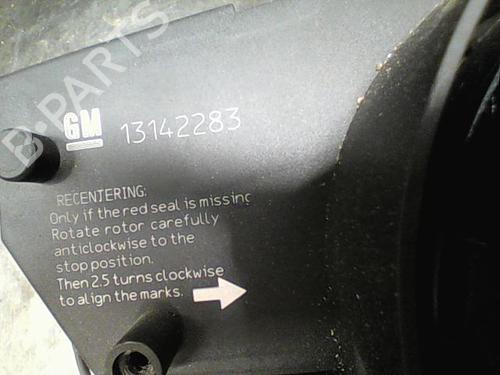 B-PARTS
GM 13142283
RECENTERING:
Only if the red seal is missing
Rotate rotor carefully
anticlockwise to the
stop position.
Then 2.5 turns clockwise
to align the marks.